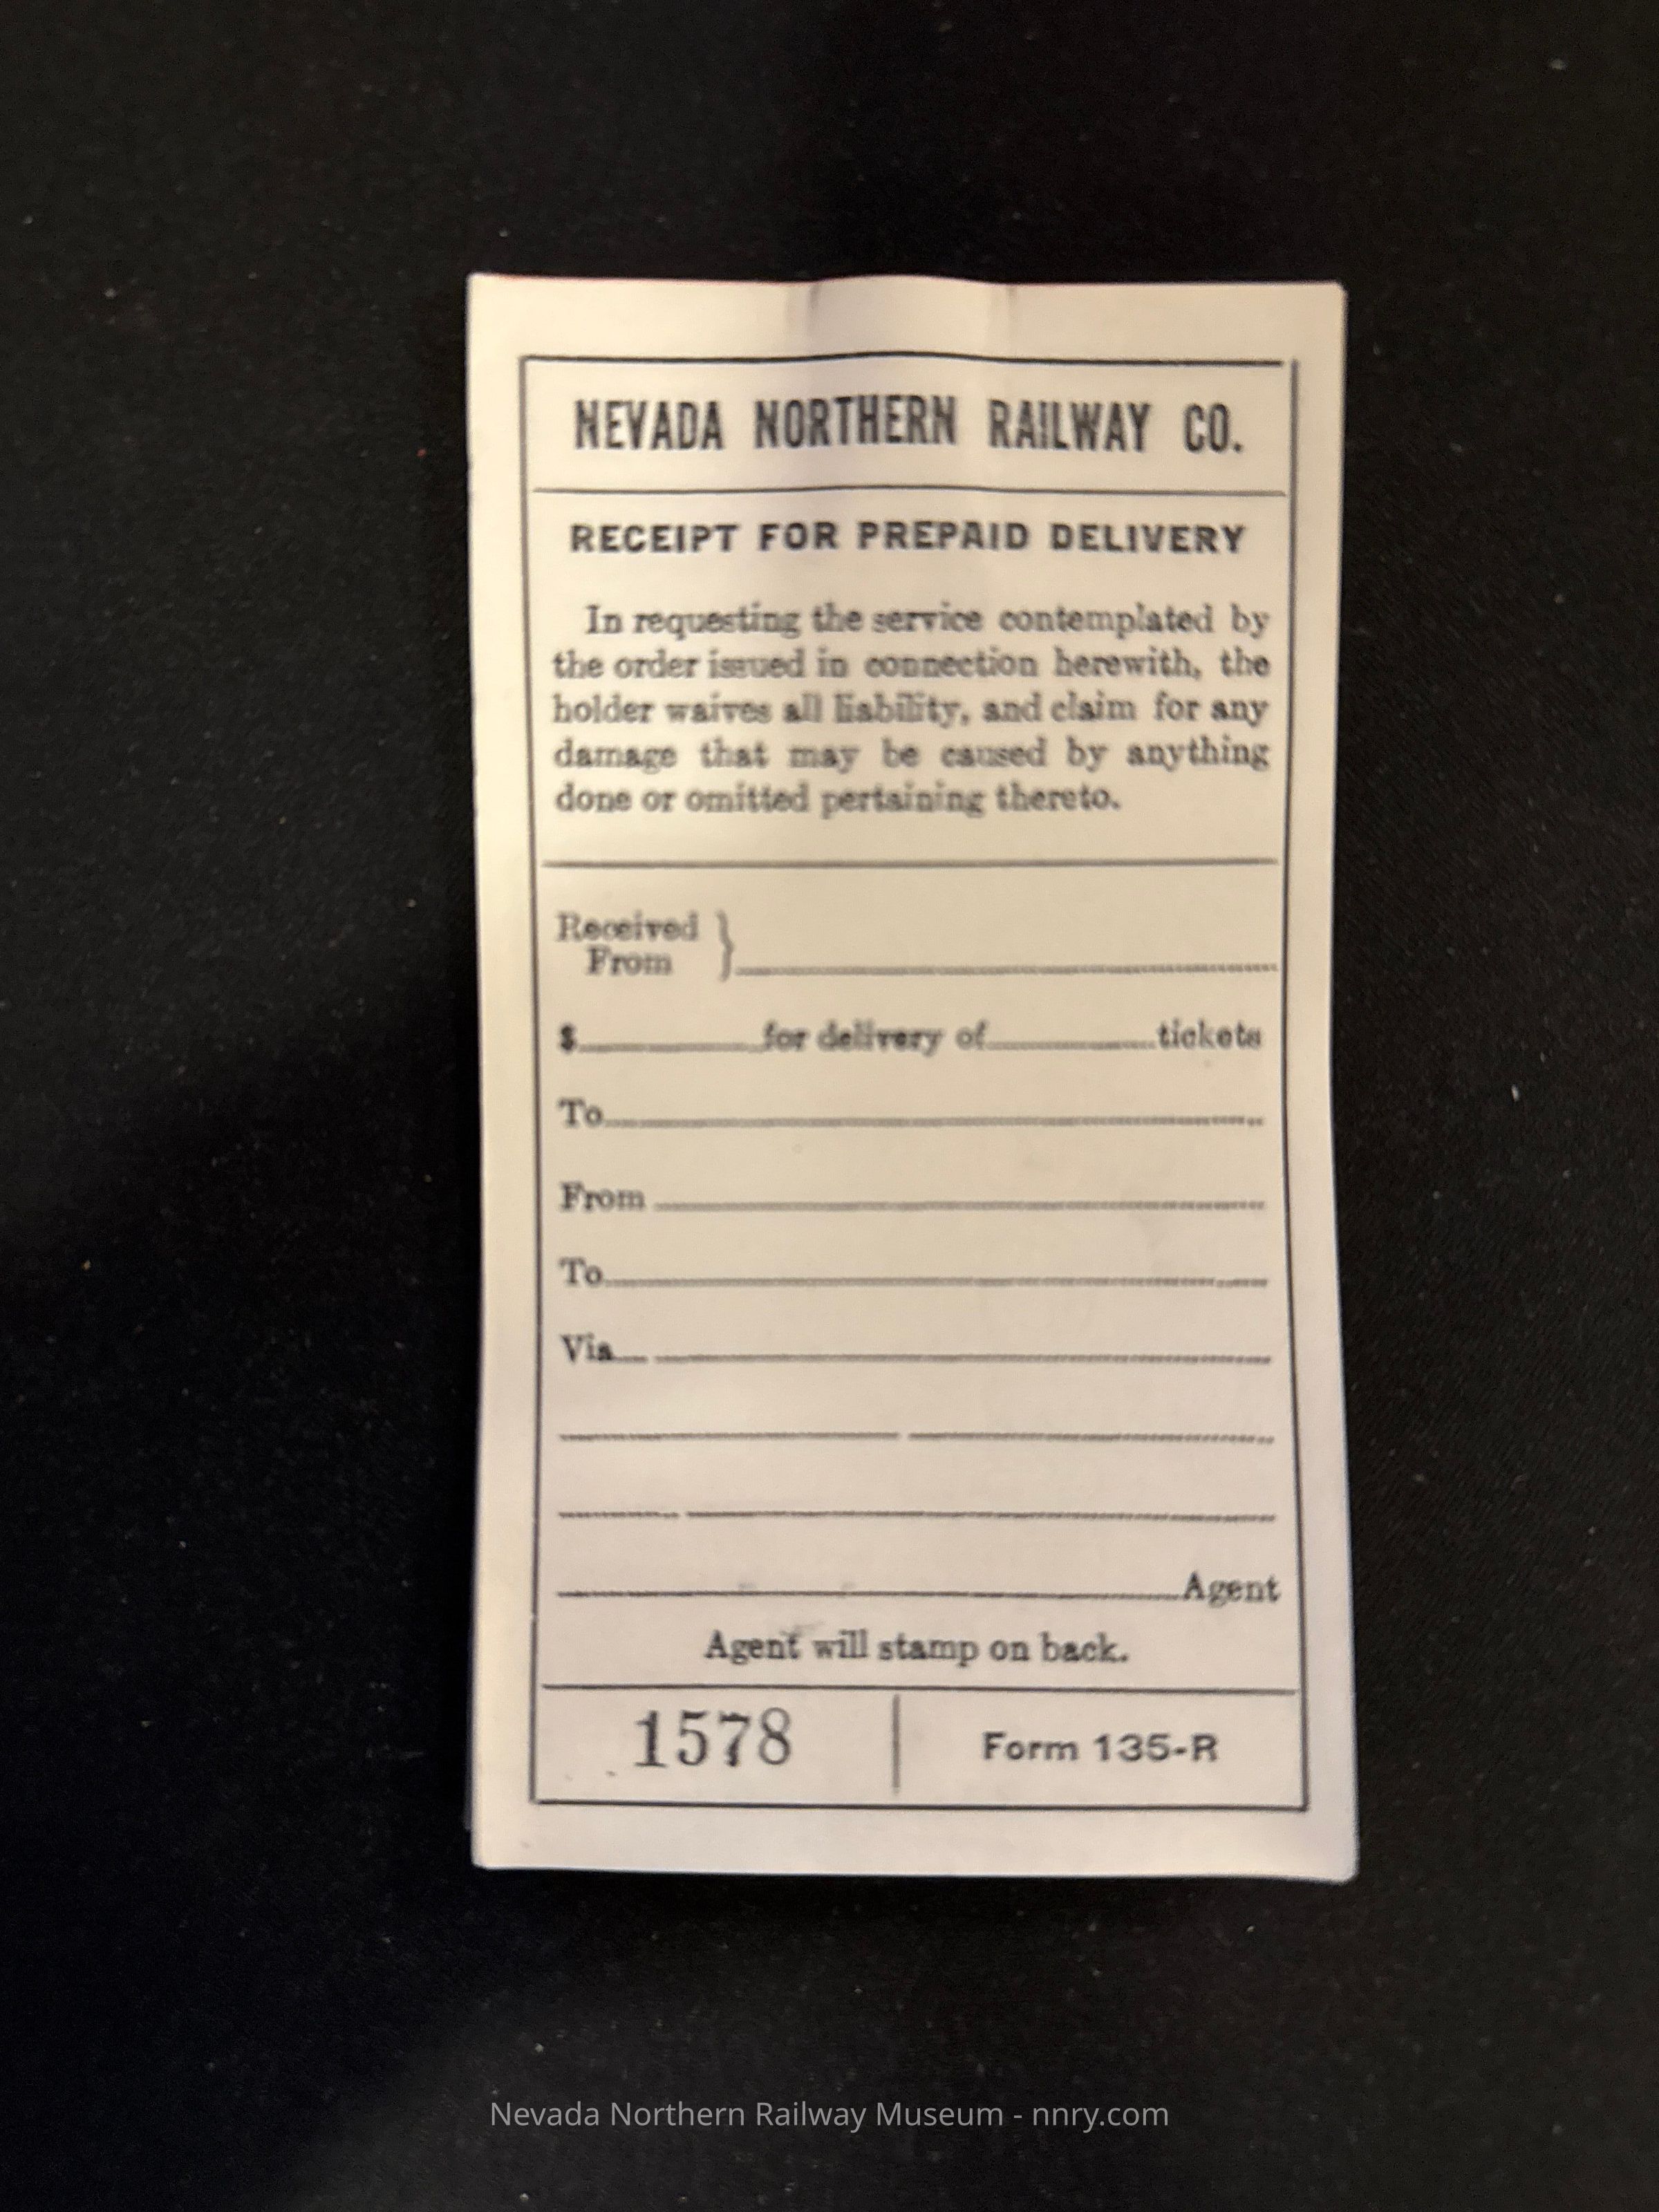 NEVADA NORTHERN RAILWAY CO.
RECEIPT FOR PREPAID DELIVERY
In requesting the service contemplated by
the order issued in connection herewith, the
holder waives all liability, and claim for any
damage that may be caused by anything
done or omitted pertaining thereto.
Received
From }
$ for delivery of tickets
To
From
To
Via
Agent
Agent will stamp on back.
1578 Form 135-R
Nevada Northern Railway Museum - nnry.com